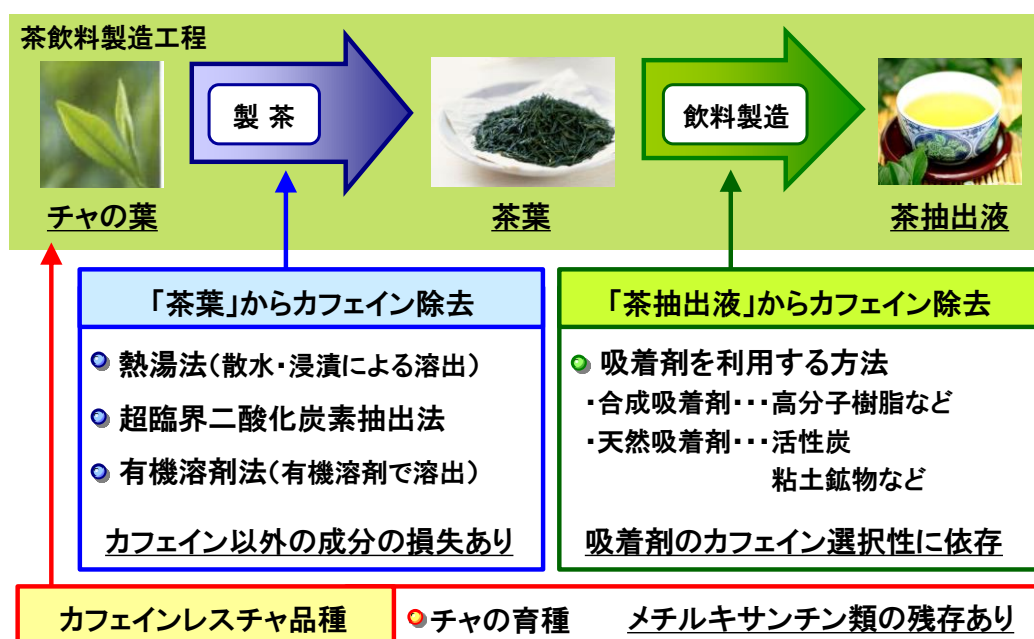 茶飲料製造工程
製 茶
飲料製造
チャの葉
茶葉
茶抽出液
「茶葉」からカフェイン除去
熱湯法(散水・浸漬による溶出)
超臨界二酸化炭素抽出法
有機溶剤法(有機溶剤で溶出)
カフェイン以外の成分の損失あり
「茶抽出液」からカフェイン除去
吸着剤を利用する方法
・合成吸着剤・・・高分子樹脂など
・天然吸着剤・・・活性炭
粘土鉱物など
吸着剤のカフェイン選択性に依存
カフェインレスチャ品種
チャの育種 メチルキサンチン類の残存あり